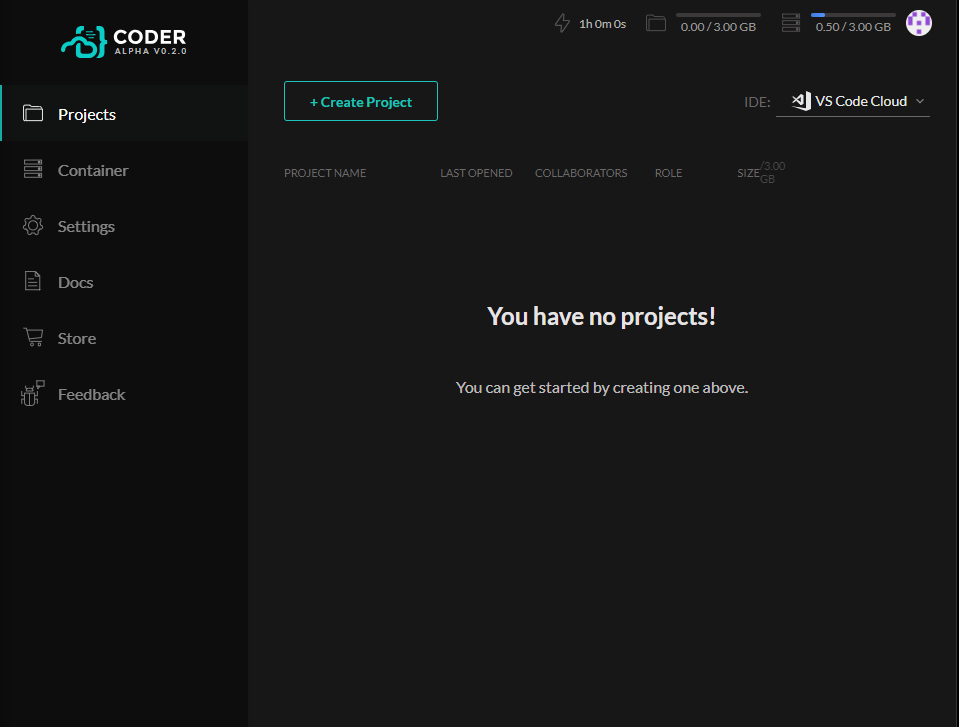 CODER
ALPHA V0.2.0
1h 0m 0s
0.00 / 3.00 GB
0.50 / 3.00 GB
Projects
Container
Settings
Docs
Store
Feedback
+ Create Project
IDE: VS Code Cloud
PROJECT NAME LAST OPENED COLLABORATORS ROLE SIZE /3.00 GB
You have no projects!
You can get started by creating one above.